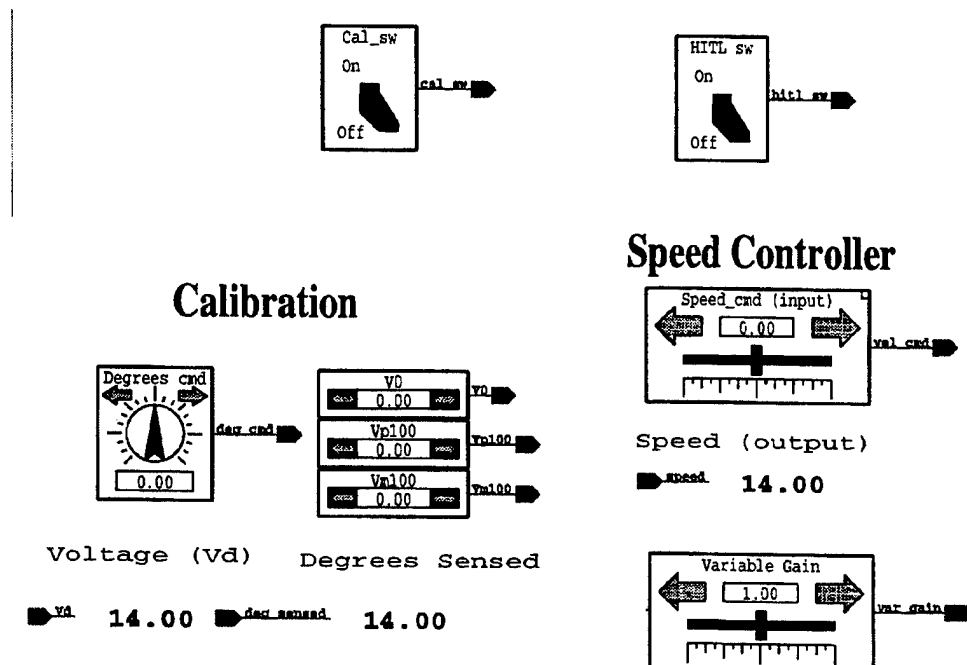 Cal_sw
On
Off
cal_sw
HITL sw
On
Off
hitl_sw
Calibration
Degrees cmd
0.00
deg_cmd
V0
0.00
V0
Vp100
0.00
Vp100
Vm100
0.00
Vm100
Voltage (Vd)
Vd
14.00
Degrees Sensed
deg_sensed
14.00
Speed Controller
Speed_cmd (input)
0.00
vel_cmd
Speed (output)
speed
14.00
Variable Gain
1.00
var_gain